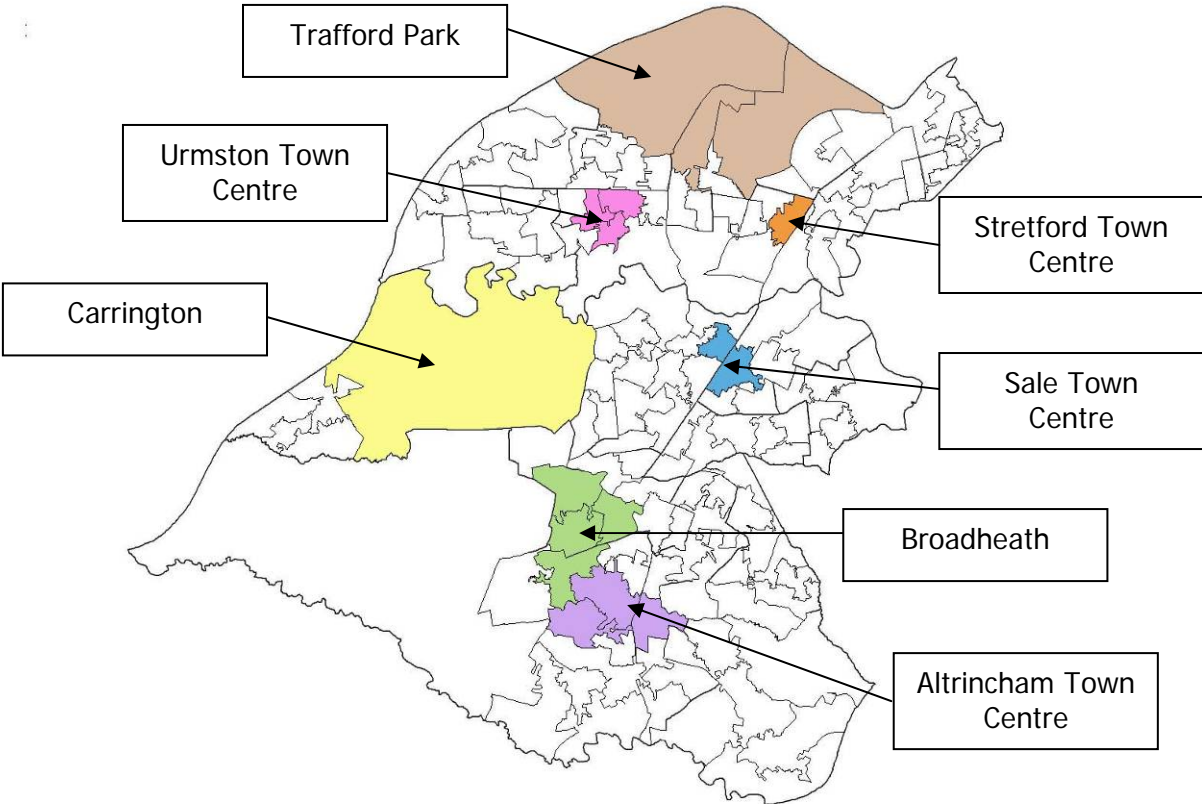 Trafford Park
Urmston Town
Centre
Stretford Town
Centre
Carrington
Sale Town
Centre
Broadheath
Altrincham Town
Centre